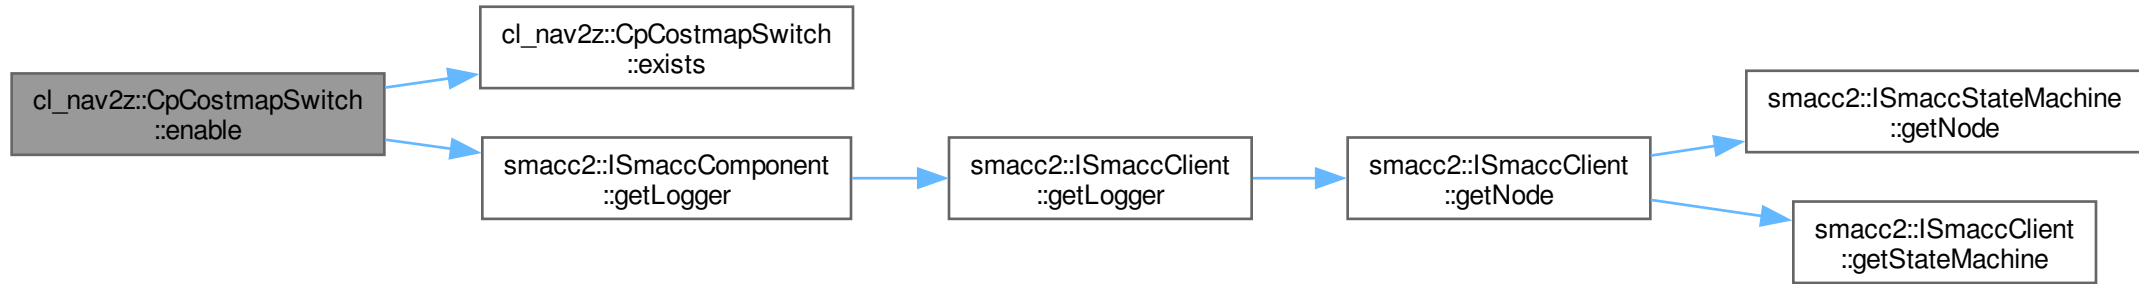 cl_nav2z::CpCostmapSwitch
::enable
cl_nav2z::CpCostmapSwitch
::exists
smacc2::ISmaccComponent
::getLogger
smacc2::ISmaccClient
::getLogger
smacc2::ISmaccClient
::getNode
smacc2::ISmaccStateMachine
::getNode
smacc2::ISmaccClient
::getStateMachine